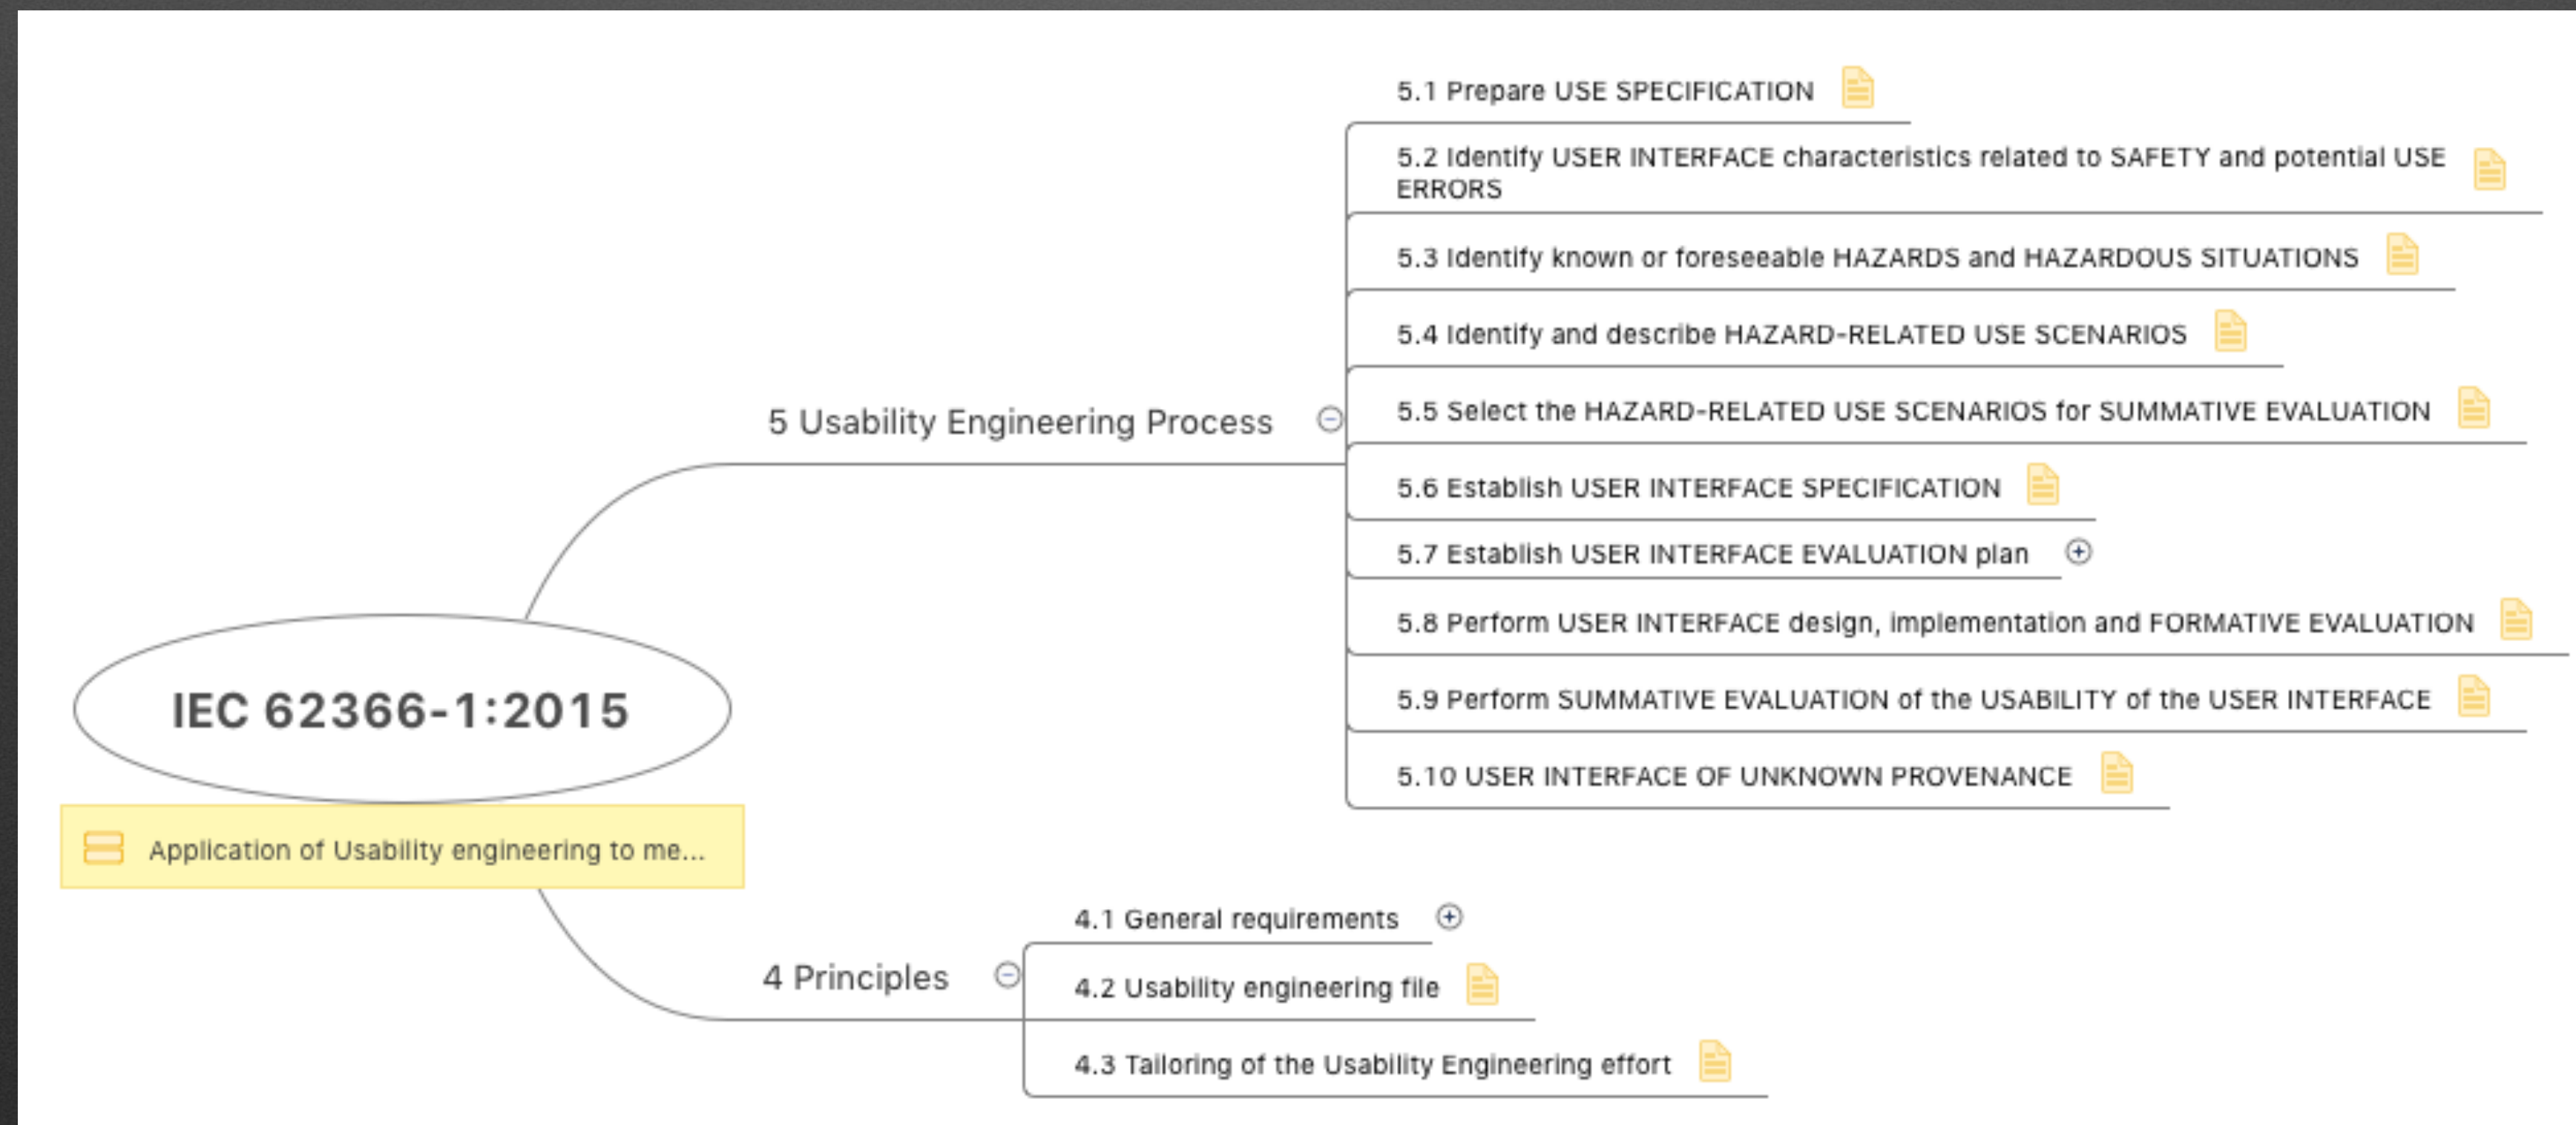 5.1 Prepare USE SPECIFICATION
5.2 Identify USER INTERFACE characteristics related to SAFETY and potential USE
ERRORS
5.3 Identify known or foreseeable HAZARDS and HAZARDOUS SITUATIONS
5.4 Identify and describe HAZARD-RELATED USE SCENARIOS
5 Usability Engineering Process
5.5 Select the HAZARD-RELATED USE SCENARIOS for SUMMATIVE EVALUATION
5.6 Establish USER INTERFACE SPECIFICATION
5.7 Establish USER INTERFACE EVALUATION plan
5.8 Perform USER INTERFACE design, implementation and FORMATIVE EVALUATION
5.9 Perform SUMMATIVE EVALUATION of the USABILITY of the USER INTERFACE
5.10 USER INTERFACE OF UNKNOWN PROVENANCE
IEC 62366-1:2015
Application of Usability engineering to me...
4 Principles
4.1 General requirements
4.2 Usability engineering file
4.3 Tailoring of the Usability Engineering effort